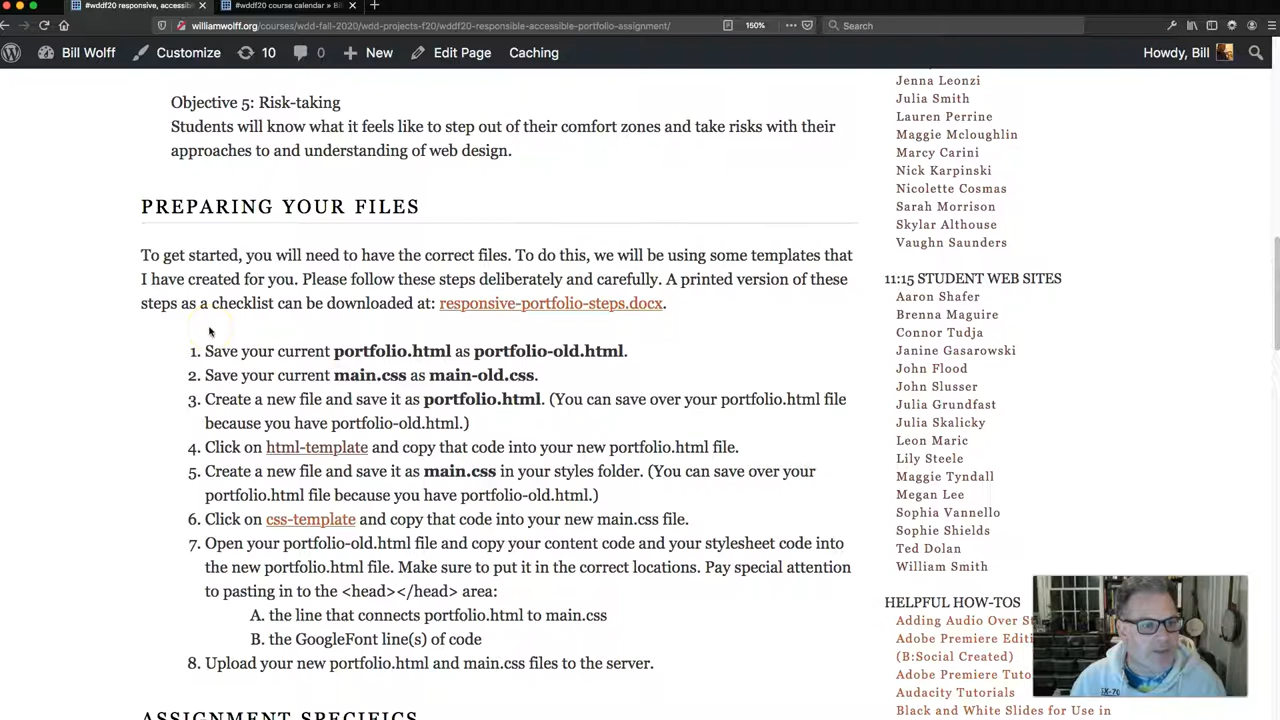 #wddf20 responsive, accessib
#wddf20 course calendar » Bil
williamwolff.org/courses/wdd-fall-2020/wdd-projects-f20/wddf20-responsible-accessible-portfolio-assignment/
150%
Search
Bill Wolff
Customize
10
New
Edit Page
Caching
Howdy, Bill
Objective 5: Risk-taking
Students will know what it feels like to step out of their comfort zones and take risks with their
approaches to and understanding of web design.
PREPARING YOUR FILES
To get started, you will need to have the correct files. To do this, we will be using some templates that
I have created for you. Please follow these steps deliberately and carefully. A printed version of these
steps as a checklist can be downloaded at: responsive-portfolio-steps.docx.
1. Save your current portfolio.html as portfolio-old.html.
2. Save your current main.css as main-old.css.
3. Create a new file and save it as portfolio.html. (You can save over your portfolio.html file
because you have portfolio-old.html.)
4. Click on html-template and copy that code into your new portfolio.html file.
5. Create a new file and save it as main.css in your styles folder. (You can save over your
portfolio.html file because you have portfolio-old.html.)
6. Click on css-template and copy that code into your new main.css file.
7. Open your portfolio-old.html file and copy your content code and your stylesheet code into
the new portfolio.html file. Make sure to put it in the correct locations. Pay special attention
to pasting in to the <head></head> area:
A. the line that connects portfolio.html to main.css
B. the GoogleFont line(s) of code
8. Upload your new portfolio.html and main.css files to the server.
ASSIGNMENT SPECIFICS
Jenna Leonzi
Julia Smith
Lauren Perrine
Maggie Mcloughlin
Marcy Carini
Nick Karpinski
Nicolette Cosmas
Sarah Morrison
Skylar Althouse
Vaughn Saunders
11:15 STUDENT WEB SITES
Aaron Shafer
Brenna Maguire
Connor Tudja
Janine Gasarowski
John Flood
John Slusser
Julia Grundfast
Julia Skalicky
Leon Maric
Lily Steele
Maggie Tyndall
Megan Lee
Sophia Vannello
Sophie Shields
Ted Dolan
William Smith
HELPFUL HOW-TOS
Adding Audio Over St
Adobe Premiere Editi
(B:Social Created)
Adobe Premiere Tuto
Audacity Tutorials
Black and White Slides for Use in